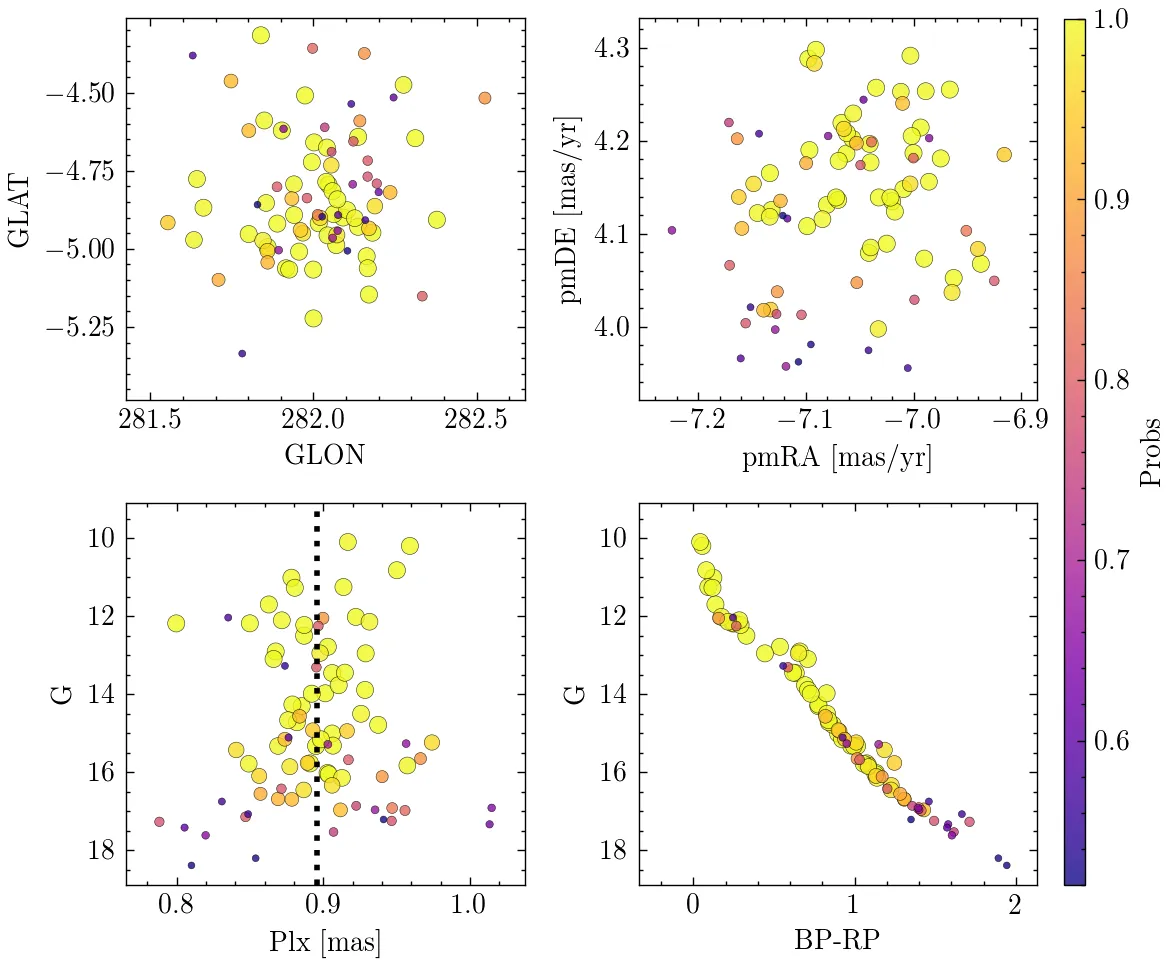 −4.50
−4.75
−5.00
−5.25
GLAT
281.5 282.0 282.5
GLON
4.3
4.2
4.1
4.0
pmDE [mas/yr]
−7.2 −7.1 −7.0 −6.9
pmRA [mas/yr]
10
12
14
16
18
G
0.8 0.9 1.0
Plx [mas]
10
12
14
16
18
G
0 1 2
BP-RP
1.0
0.9
0.8
0.7
0.6
Probs